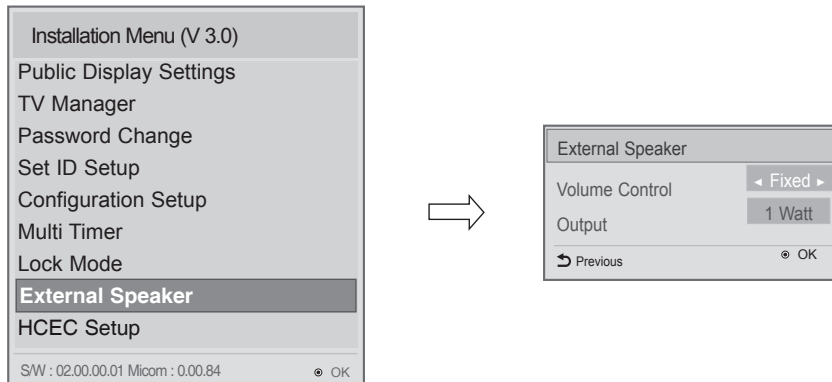 Installation Menu (V 3.0)
Public Display Settings
TV Manager
Password Change
Set ID Setup
Configuration Setup
Multi Timer
Lock Mode
External Speaker
HCEC Setup
S/W : 02.00.00.01 Micom : 0.00.84 ◉ OK
External Speaker
Volume Control ◄ Fixed ►
Output 1 Watt
Previous ◉ OK